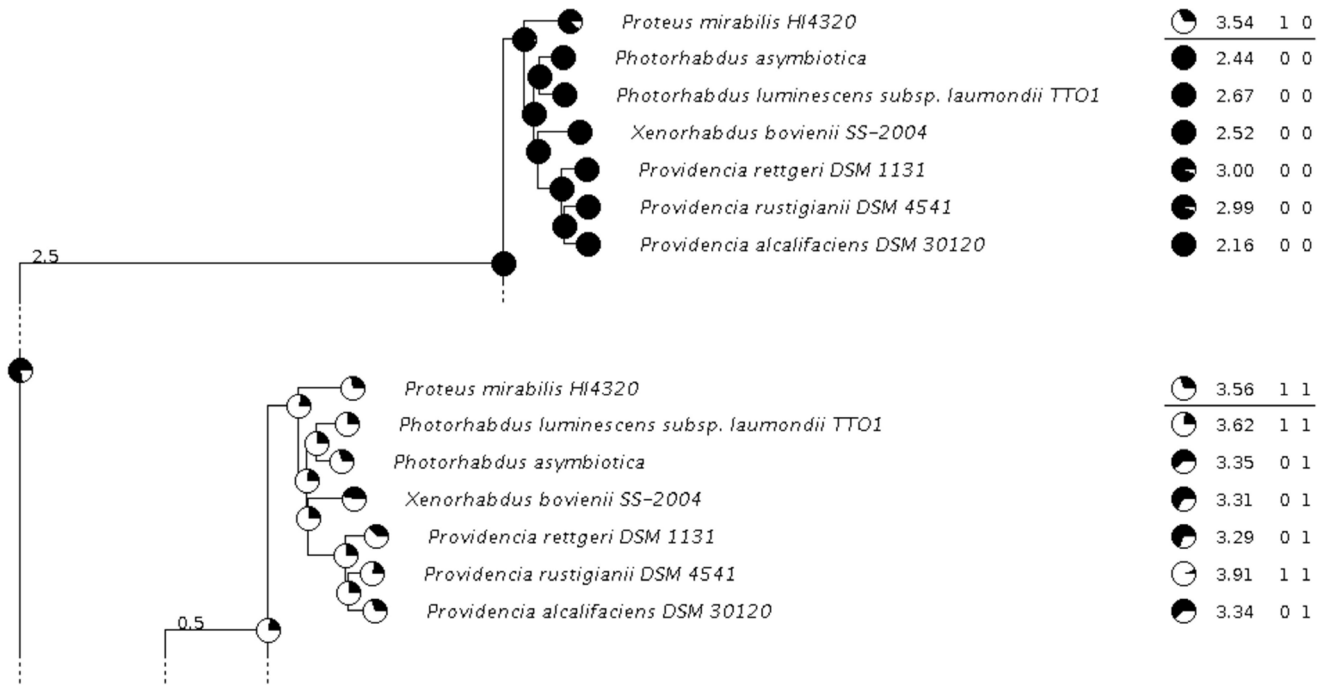 Proteus mirabilis HI4320 3.54 1 0
Photorhabdus asymbiotica 2.44 0 0
Photorhabdus luminescens subsp. laumondii TTO1 2.67 0 0
Xenorhabdus bovienii SS-2004 2.52 0 0
Providencia rettgeri DSM 1131 3.00 0 0
Providencia rustigianii DSM 4541 2.99 0 0
Providencia alcalifaciens DSM 30120 2.16 0 0
2.5
Proteus mirabilis HI4320 3.56 1 1
Photorhabdus luminescens subsp. laumondii TTO1 3.62 1 1
Photorhabdus asymbiotica 3.35 0 1
Xenorhabdus bovienii SS-2004 3.31 0 1
Providencia rettgeri DSM 1131 3.29 0 1
Providencia rustigianii DSM 4541 3.91 1 1
Providencia alcalifaciens DSM 30120 3.34 0 1
0.5